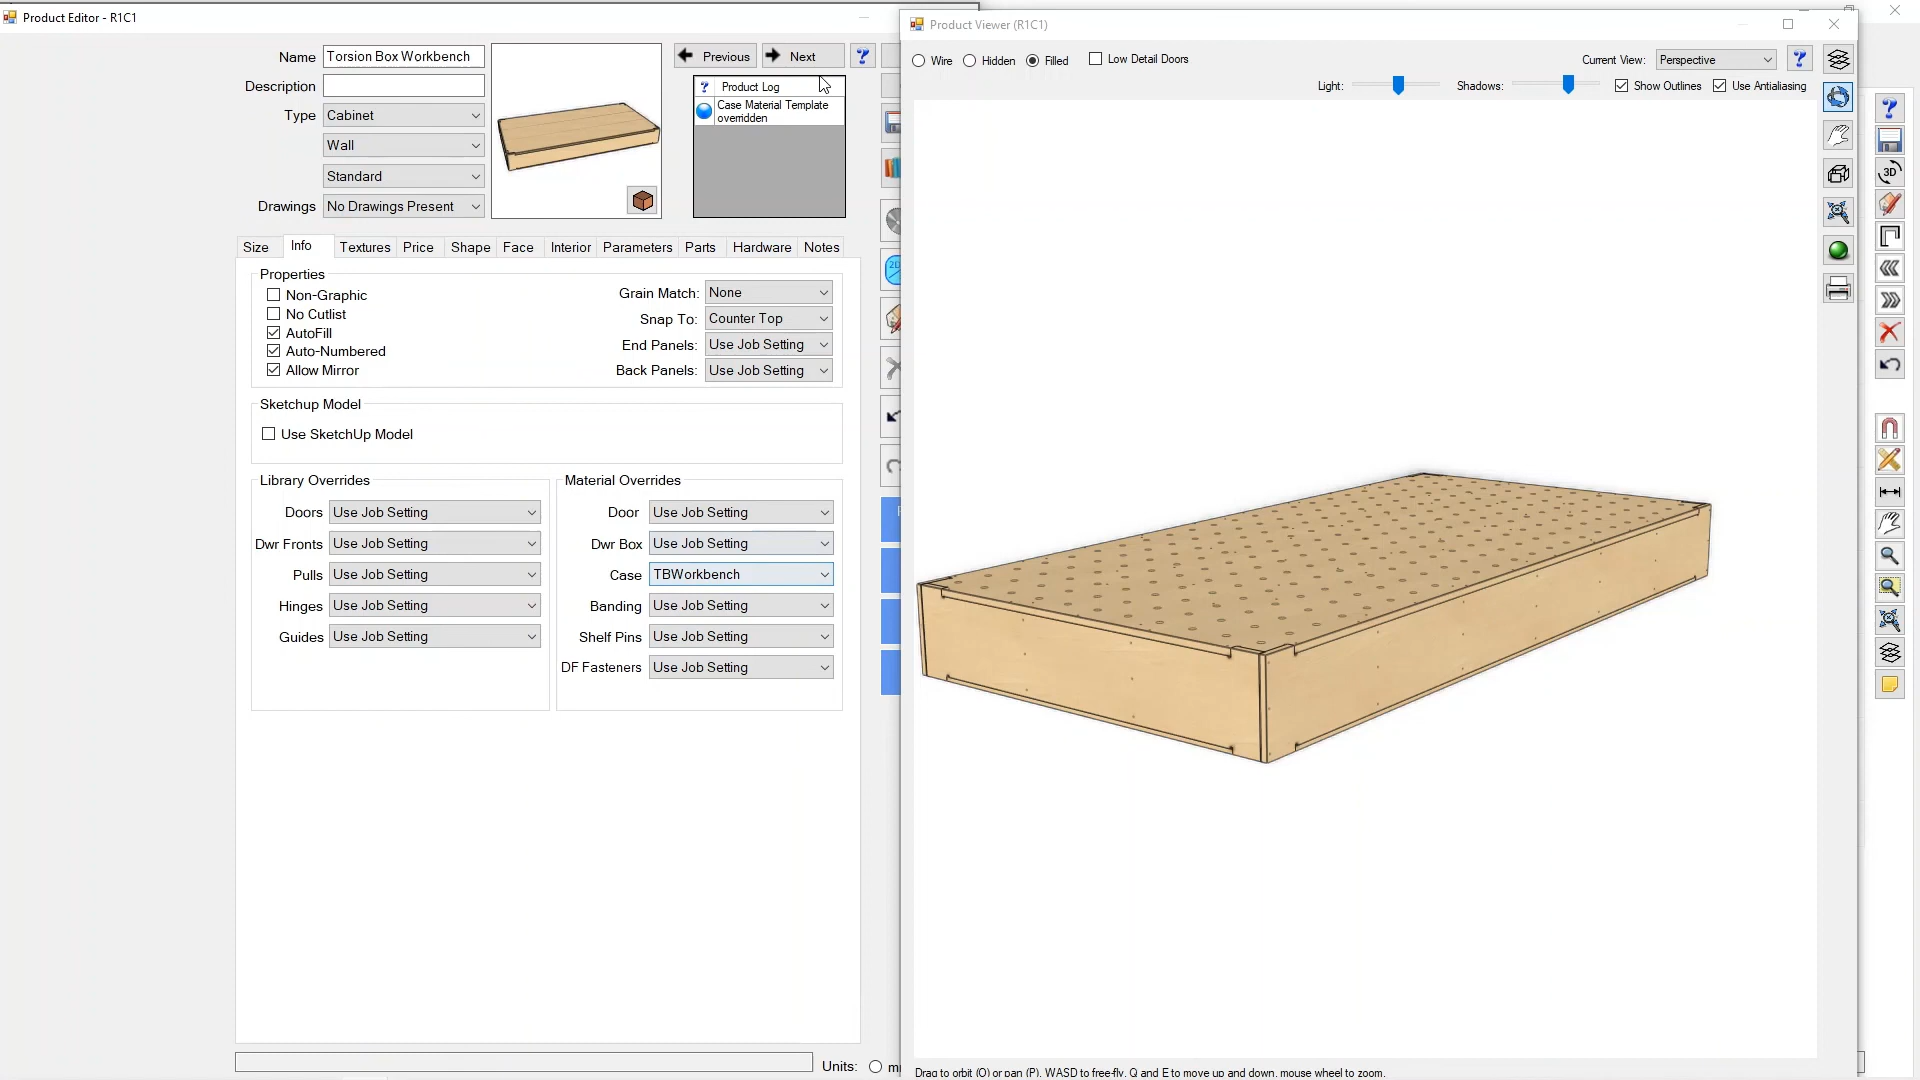 Product Editor - R1C1
Name
Torsion Box Workbench
Description
Type
Cabinet
Wall
Standard
Drawings
No Drawings Present
Previous
Next
Product Log
Case Material Template
overridden
Size
Info
Textures
Price
Shape
Face
Interior
Parameters
Parts
Hardware
Notes
Properties
Non-Graphic
No Cutlist
AutoFill
Auto-Numbered
Allow Mirror
Grain Match:
None
Snap To:
Counter Top
End Panels:
Use Job Setting
Back Panels:
Use Job Setting
Sketchup Model
Use SketchUp Model
Library Overrides
Doors
Use Job Setting
Dwr Fronts
Use Job Setting
Pulls
Use Job Setting
Hinges
Use Job Setting
Guides
Use Job Setting
Material Overrides
Door
Use Job Setting
Dwr Box
Use Job Setting
Case
TBWorkbench
Banding
Use Job Setting
Shelf Pins
Use Job Setting
DF Fasteners
Use Job Setting
Units:
Product Viewer (R1C1)
Wire
Hidden
Filled
Low Detail Doors
Current View:
Perspective
Light:
Shadows:
Show Outlines
Use Antialiasing
3D
Drag to orbit (O) or pan (P). WASD to free-fly. Q and E to move up and down. mouse wheel to zoom.